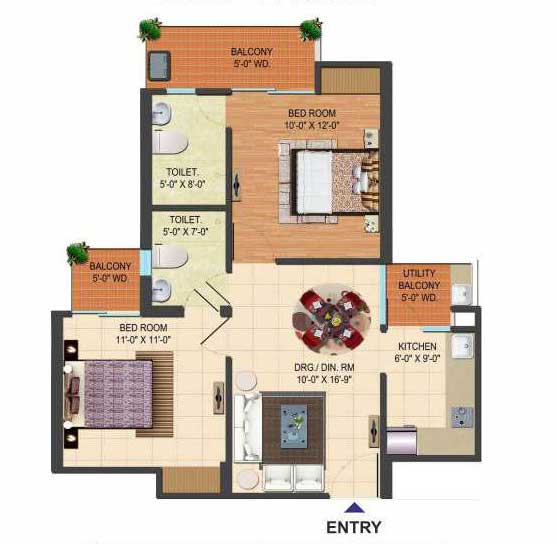 BALCONY
5'-0" WD.
BED ROOM
10'-0" X 12'-0"
TOILET.
5'-0" X 8'-0"
TOILET.
5'-0" X 7'-0"
BALCONY
5'-0" WD.
UTILITY
BALCONY
5'-0" WD.
BED ROOM
11'-0" X 11'-0"
KITCHEN
6'-0" X 9'-0"
DRG./ DIN. RM
10'-0" X 16'-9"
ENTRY